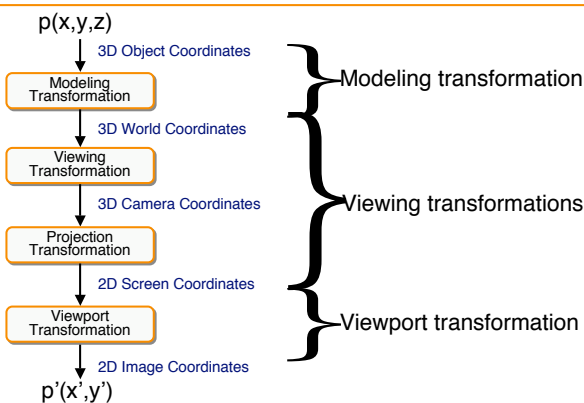 p(x,y,z)
3D Object Coordinates
Modeling
Transformation
Modeling transformation
3D World Coordinates
Viewing
Transformation
3D Camera Coordinates
Viewing transformations
Projection
Transformation
2D Screen Coordinates
Viewport
Transformation
Viewport transformation
2D Image Coordinates
p’(x’,y’)